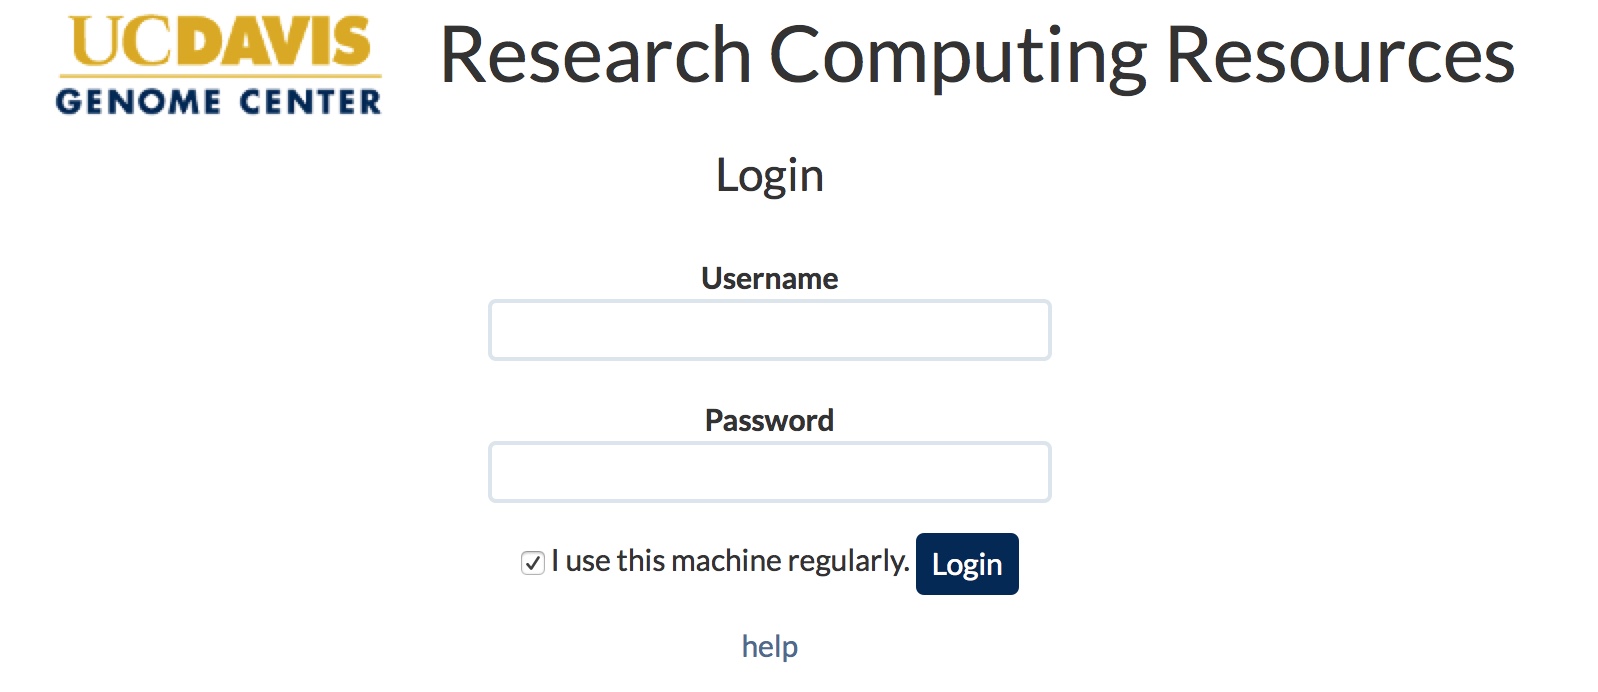 UCDAVIS
GENOME CENTER
Research Computing Resources
Login
Username
Password
I use this machine regularly. Login
help